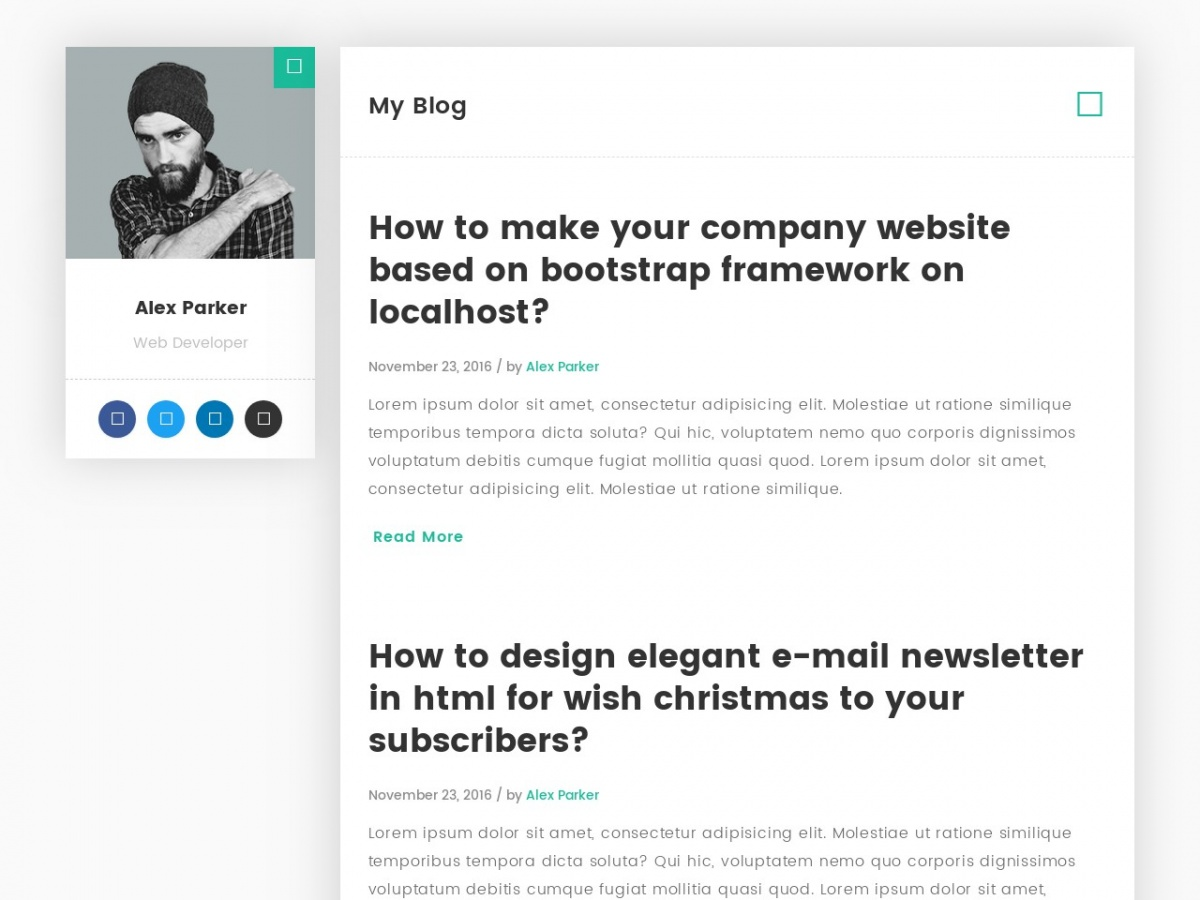 Alex Parker
Web Developer
My Blog
How to make your company website
based on bootstrap framework on
localhost?
November 23, 2016 / by Alex Parker
Lorem ipsum dolor sit amet, consectetur adipisicing elit. Molestiae ut ratione similique
temporibus tempora dicta soluta? Qui hic, voluptatem nemo quo corporis dignissimos
voluptatum debitis cumque fugiat mollitia quasi quod. Lorem ipsum dolor sit amet,
consectetur adipisicing elit. Molestiae ut ratione similique.
Read More
How to design elegant e-mail newsletter
in html for wish christmas to your
subscribers?
November 23, 2016 / by Alex Parker
Lorem ipsum dolor sit amet, consectetur adipisicing elit. Molestiae ut ratione similique
temporibus tempora dicta soluta? Qui hic, voluptatem nemo quo corporis dignissimos
voluptatum debitis cumque fugiat mollitia quasi quod. Lorem ipsum dolor sit amet,